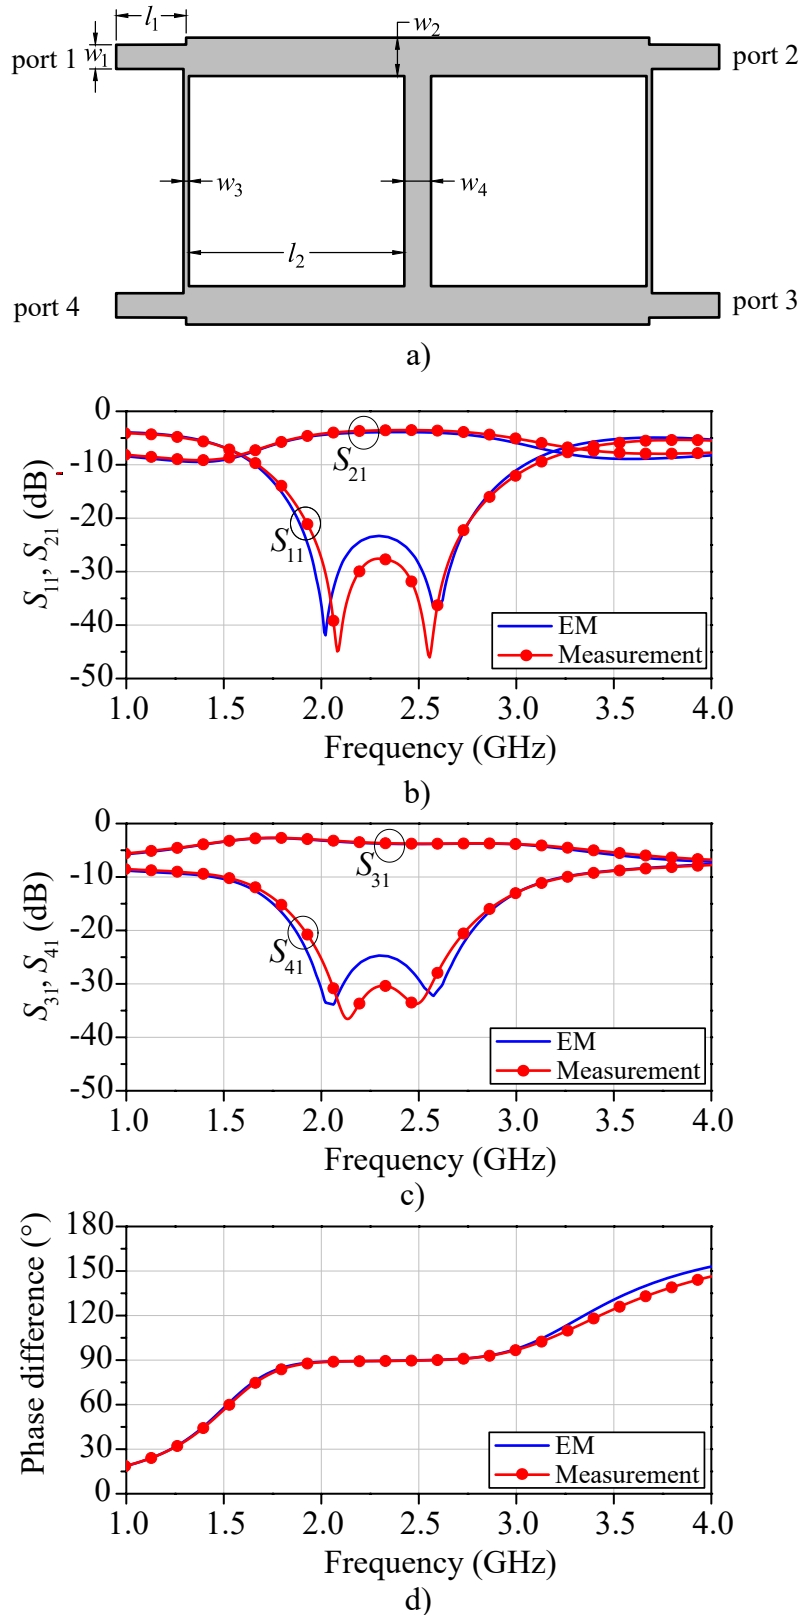 l1
w1
w2
port 1
port 2
w3
w4
l2
port 4
port 3
a)
S11, S21 (dB)
0
-10
-20
-30
-40
-50
S21
S11
EM
Measurement
1.0 1.5 2.0 2.5 3.0 3.5 4.0
Frequency (GHz)
b)
S31, S41 (dB)
0
-10
-20
-30
-40
-50
S31
S41
EM
Measurement
1.0 1.5 2.0 2.5 3.0 3.5 4.0
Frequency (GHz)
c)
Phase difference (°)
180
150
120
90
60
30
0
EM
Measurement
1.0 1.5 2.0 2.5 3.0 3.5 4.0
Frequency (GHz)
d)